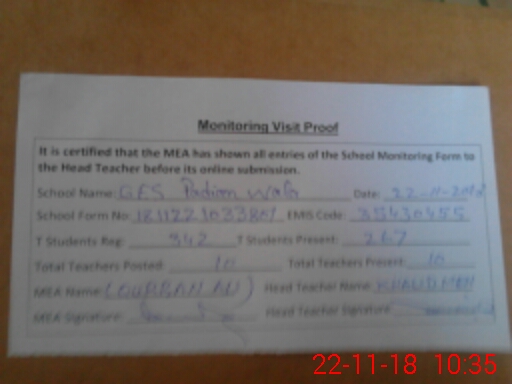 Monitoring Visit Proof
It is certified that the MEA has shown all entries of the School Monitoring Form to
the Head Teacher before its online submission.
School Name: GES Wala Date: 22-11-2018
School Form No: EMIS Code: 35430455
T Students Reg: 342 T Students Present: 267
Total Teachers Posted: 10 Total Teachers Present: 10
MEA Name: Head Teacher Name:
MEA Signature: Head Teacher Signature
22-11-18 10:35